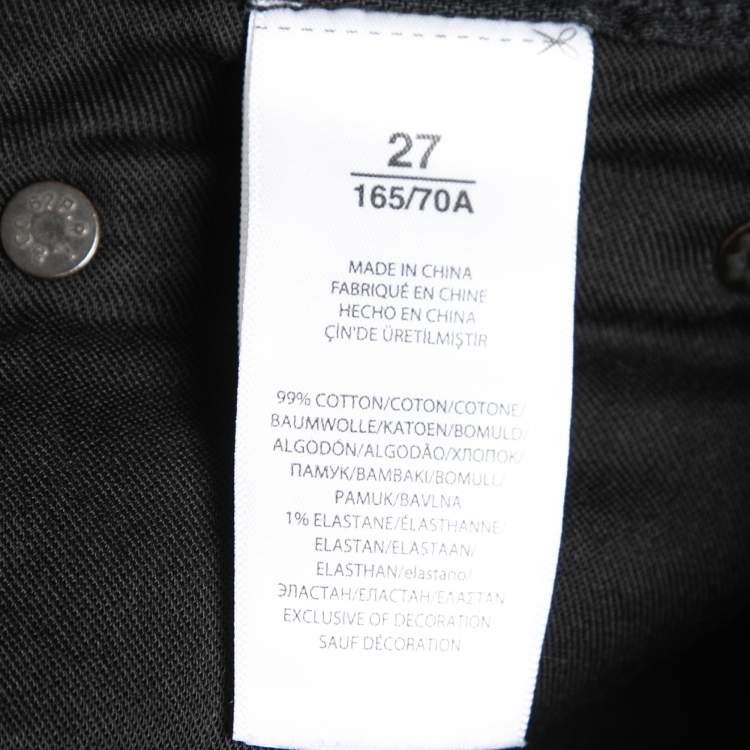 27
165/70A
MADE IN CHINA
FABRIQUÉ EN CHINE
HECHO EN CHINA
ÇİN'DE ÜRETİLMİŞTİR
99% COTTON/COTON/COTONE/
BAUMWOLLE/KATOEN/BOMULD/
ALGODÓN/ALGODÃO/ХЛОПОК/
ПАМУК/ΒΑΜΒΑΚΙ/BOMULL/
PAMUK/BAVLNA
1% ELASTANE/ÉLASTHANNE/
ELASTAN/ELASTAAN/
ELASTHAN/elastano/
ЭЛАСТАН/ЕЛАСТАН/ΕΛΑΣΤΑΝ
EXCLUSIVE OF DECORATION
SAUF DÉCORATION